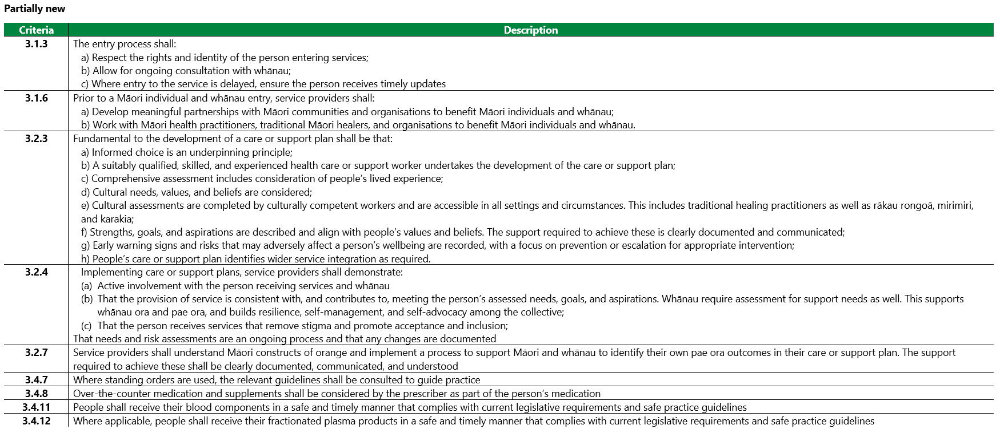 Partially new
Criteria Description
3.1.3 The entry process shall:
a) Respect the rights and identity of the person entering services;
b) Allow for ongoing consultation with whānau;
c) Where entry to the service is delayed, ensure the person receives timely updates
3.1.6 Prior to a Māori individual and whānau entry, service providers shall:
a) Develop meaningful partnerships with Māori communities and organisations to benefit Māori individuals and whānau;
b) Work with Māori health practitioners, traditional Māori healers, and organisations to benefit Māori individuals and whānau.
3.2.3 Fundamental to the development of a care or support plan shall be that:
a) Informed choice is an underpinning principle;
b) A suitably qualified, skilled, and experienced health care or support worker undertakes the development of the care or support plan;
c) Comprehensive assessment includes consideration of people’s lived experience;
d) Cultural needs, values, and beliefs are considered;
e) Cultural assessments are completed by culturally competent workers and are accessible in all settings and circumstances. This includes traditional healing practitioners as well as rākau rongoā, mirimiri,
and karakia;
f) Strengths, goals, and aspirations are described and align with people’s values and beliefs. The support required to achieve these is clearly documented and communicated;
g) Early warning signs and risks that may adversely affect a person’s wellbeing are recorded, with a focus on prevention or escalation for appropriate intervention;
h) People’s care or support plan identifies wider service integration as required.
3.2.4 Implementing care or support plans, service providers shall demonstrate:
(a) Active involvement with the person receiving services and whānau
(b) That the provision of service is consistent with, and contributes to, meeting the person’s assessed needs, goals, and aspirations. Whānau require assessment for support needs as well. This supports
whānau ora and pae ora, and builds resilience, self-management, and self-advocacy among the collective;
(c) That the person receives services that remove stigma and promote acceptance and inclusion;
That needs and risk assessments are an ongoing process and that any changes are documented
3.2.7 Service providers shall understand Māori constructs of orange and implement a process to support Māori and whānau to identify their own pae ora outcomes in their care or support plan. The support
required to achieve these shall be clearly documented, communicated, and understood
3.4.7 Where standing orders are used, the relevant guidelines shall be consulted to guide practice
3.4.8 Over-the-counter medication and supplements shall be considered by the prescriber as part of the person’s medication
3.4.11 People shall receive their blood components in a safe and timely manner that complies with current legislative requirements and safe practice guidelines
3.4.12 Where applicable, people shall receive their fractionated plasma products in a safe and timely manner that complies with current legislative requirements and safe practice guidelines